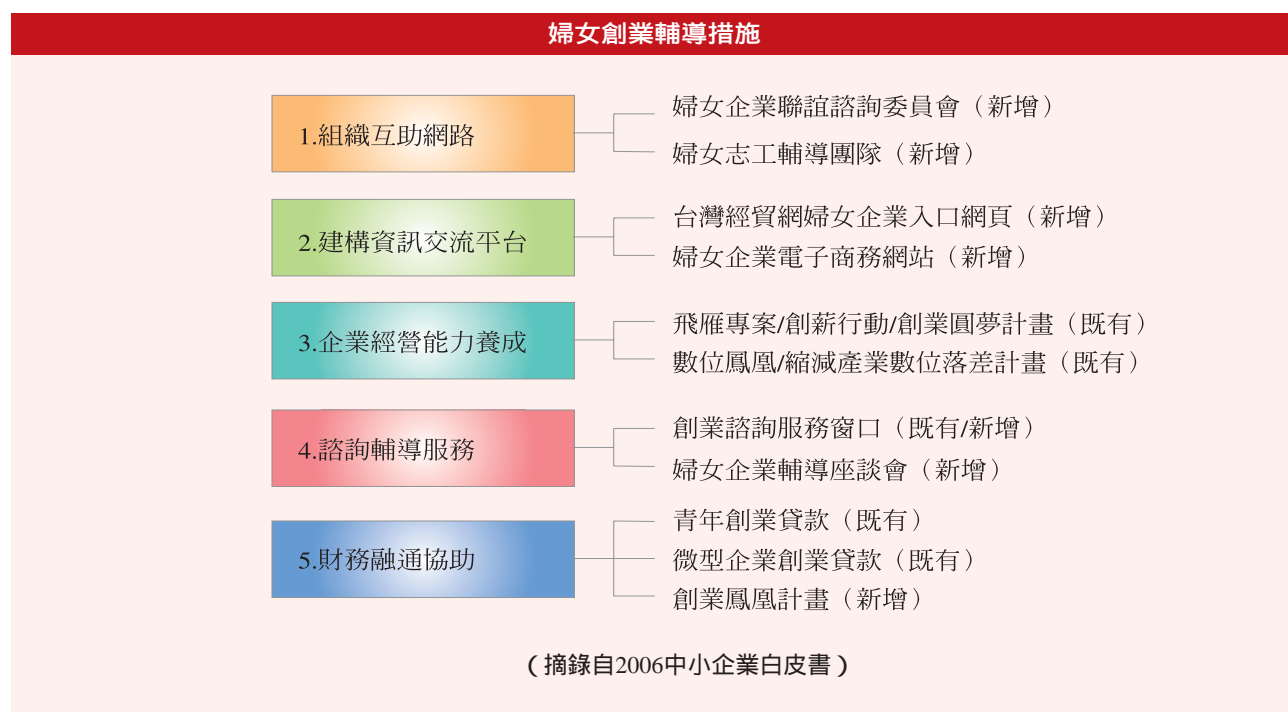 婦女創業輔導措施
1.組織互助網路
婦女企業聯誼諮詢委員會（新增）
婦女志工輔導團隊（新增）
2.建構資訊交流平台
台灣經貿網婦女企業入口網頁（新增）
婦女企業電子商務網站（新增）
3.企業經營能力養成
飛雁專案/創薪行動/創業圓夢計畫（既有）
數位鳳凰/縮減產業數位落差計畫（既有）
4.諮詢輔導服務
創業諮詢服務窗口（既有/新增）
婦女企業輔導座談會（新增）
5.財務融通協助
青年創業貸款（既有）
微型企業創業貸款（既有）
創業鳳凰計畫（新增）
（摘錄自2006中小企業白皮書）